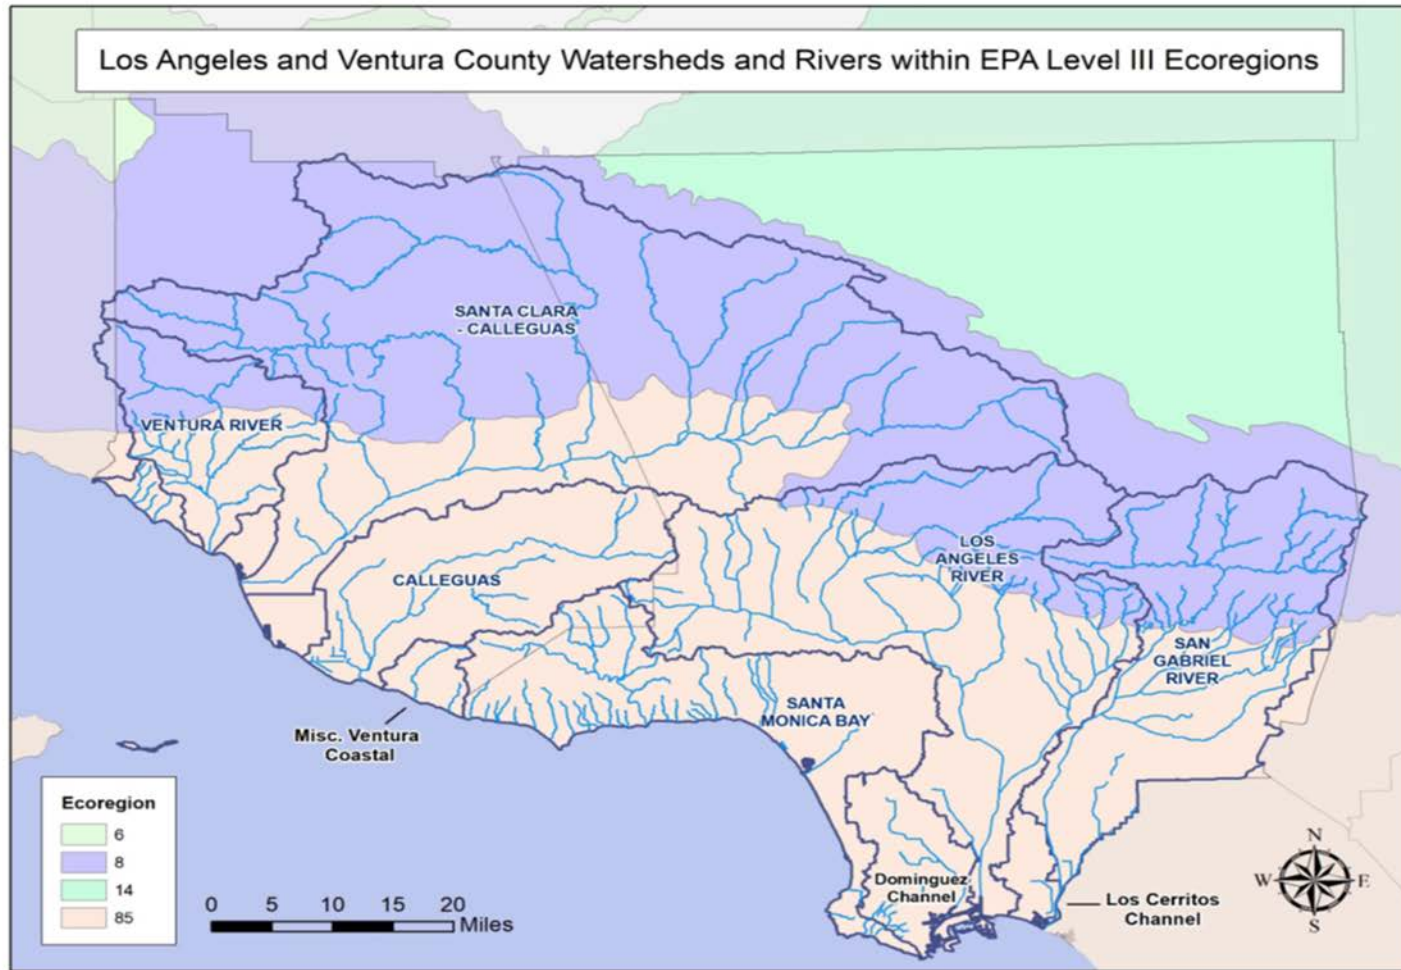 Los Angeles and Ventura County Watersheds and Rivers within EPA Level III Ecoregions
SANTA CLARA
- CALLEGUAS
VENTURA RIVER
LOS
ANGELES
RIVER
CALLEGUAS
SAN
GABRIEL
RIVER
SANTA
MONICA BAY
Misc. Ventura
Coastal
Ecoregion
6
8
14
85
0 5 10 15 20
Miles
Dominguez
Channel
Los Cerritos
Channel
N
W E
S